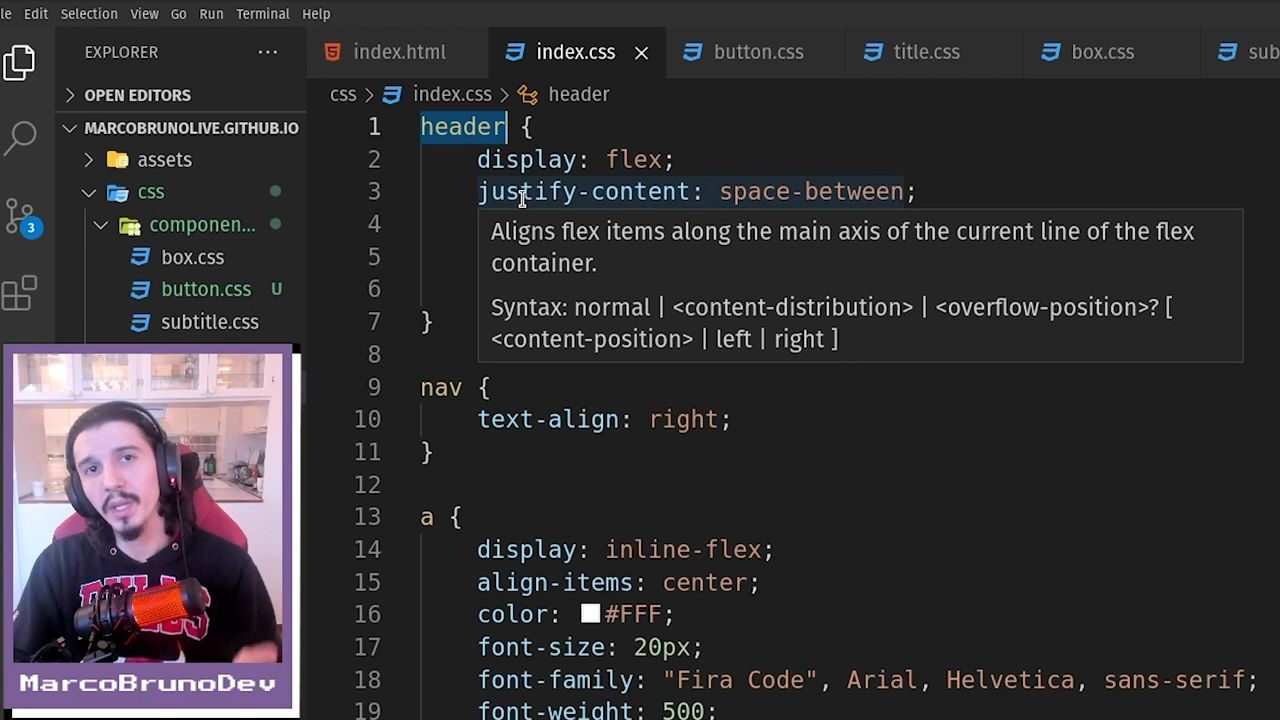 le Edit Selection View Go Run Terminal Help
EXPLORER ···
index.html index.css button.css title.css box.css sub
OPEN EDITORS
css > index.css > header
MARCOBRUNOLIVE.GITHUB.IO
assets
css
componen...
box.css
button.css U
subtitle.css
3
1 header {
2 display: flex;
3 justify-content: space-between;
4
5
6
7 }
Aligns flex items along the main axis of the current line of the flex
container.
Syntax: normal | <content-distribution> | <overflow-position>? [
<content-position> | left | right ]
8
9 nav {
10 text-align: right;
11 }
12
13 a {
14 display: inline-flex;
15 align-items: center;
16 color: #FFF;
17 font-size: 20px;
18 font-family: "Fira Code", Arial, Helvetica, sans-serif;
19 font-weight: 500;
MarcoBrunoDev